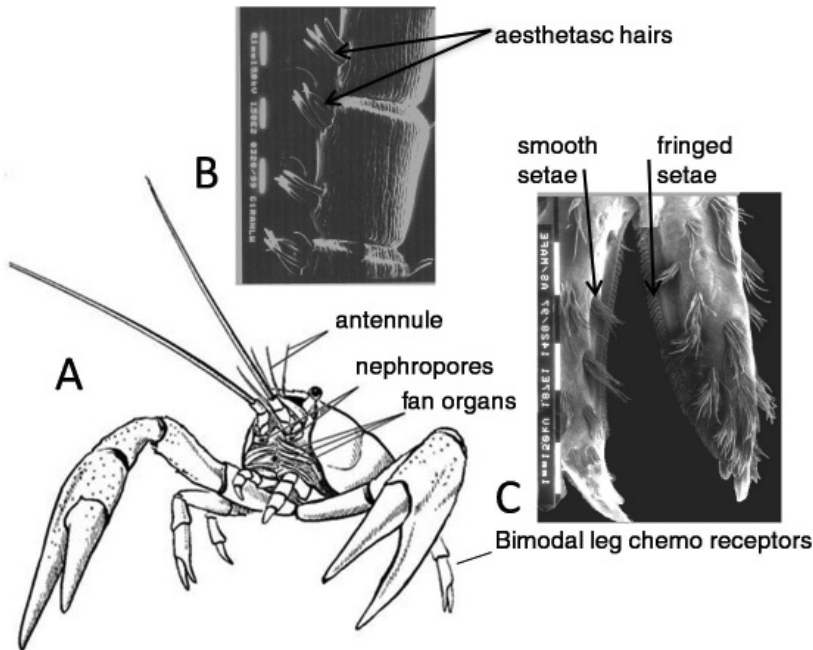 aesthetasc hairs
smooth
setae
fringed
setae
B
antennule
nephropores
A
fan organs
C
Bimodal leg chemo receptors